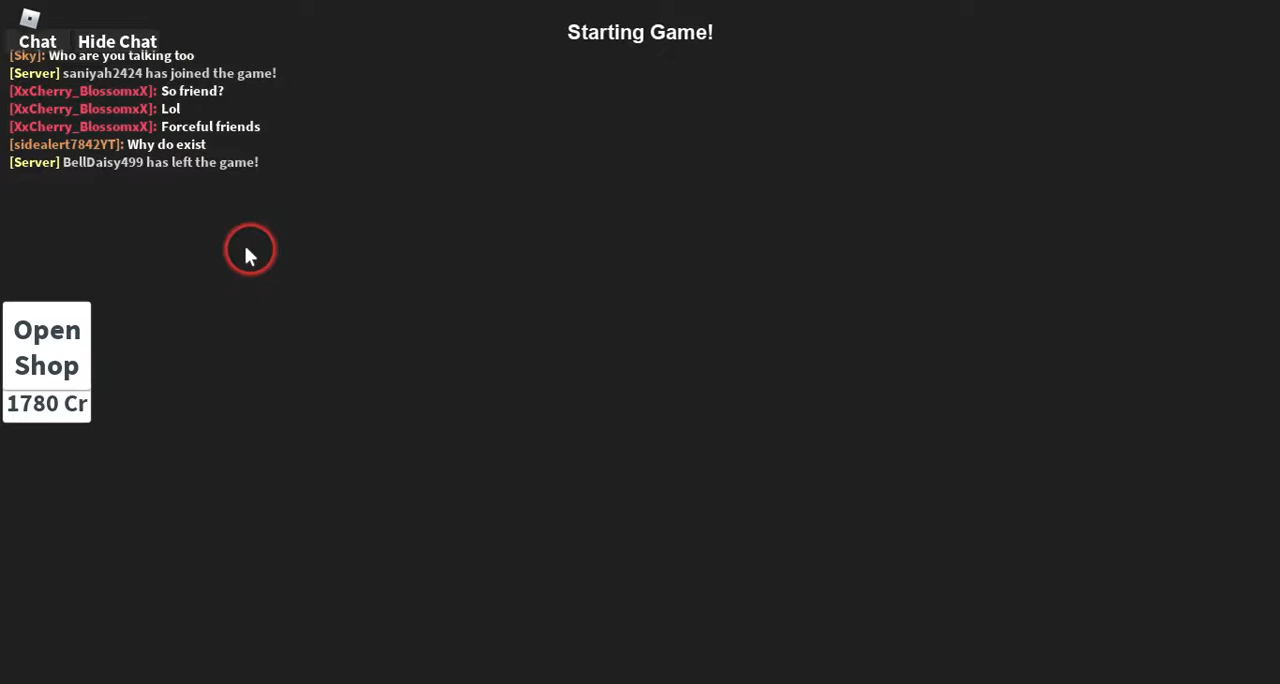 Starting Game!
Chat Hide Chat
[Sky]: Who are you talking too
[Server] saniyah2424 has joined the game!
[XxCherry_BlossomxX]: So friend?
[XxCherry_BlossomxX]: Lol
[XxCherry_BlossomxX]: Forceful friends
[sidealert7842YT]: Why do exist
[Server] BellDaisy499 has left the game!
Open
Shop
1780 Cr